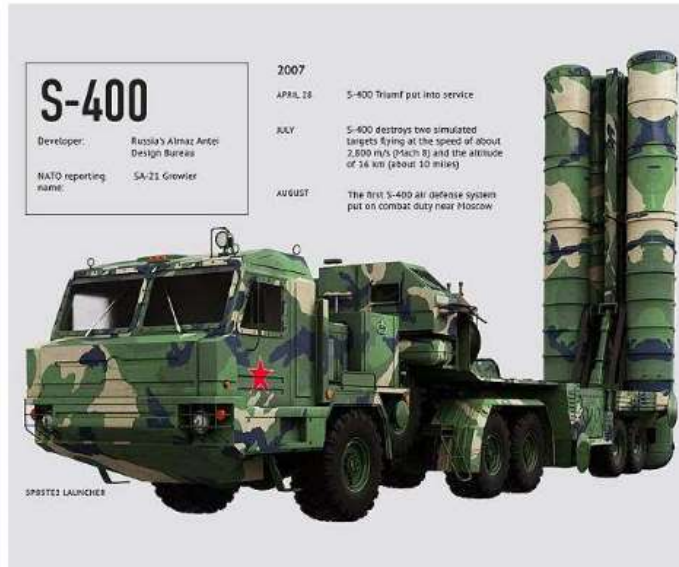 S-400
Developer: Russia's Almaz Antei
Design Bureau
NATO reporting SA-21 Growler
name:
2007
APRIL 28 S-400 Triumf put into service
JULY S-400 destroys two simulated
targets flying at the speed of about
2,800 m/s (Mach 8) and the altitude
of 16 km (about 10 miles)
AUGUST The first S-400 air defense system
put on combat duty near Moscow
5P85TE2 LAUNCHER